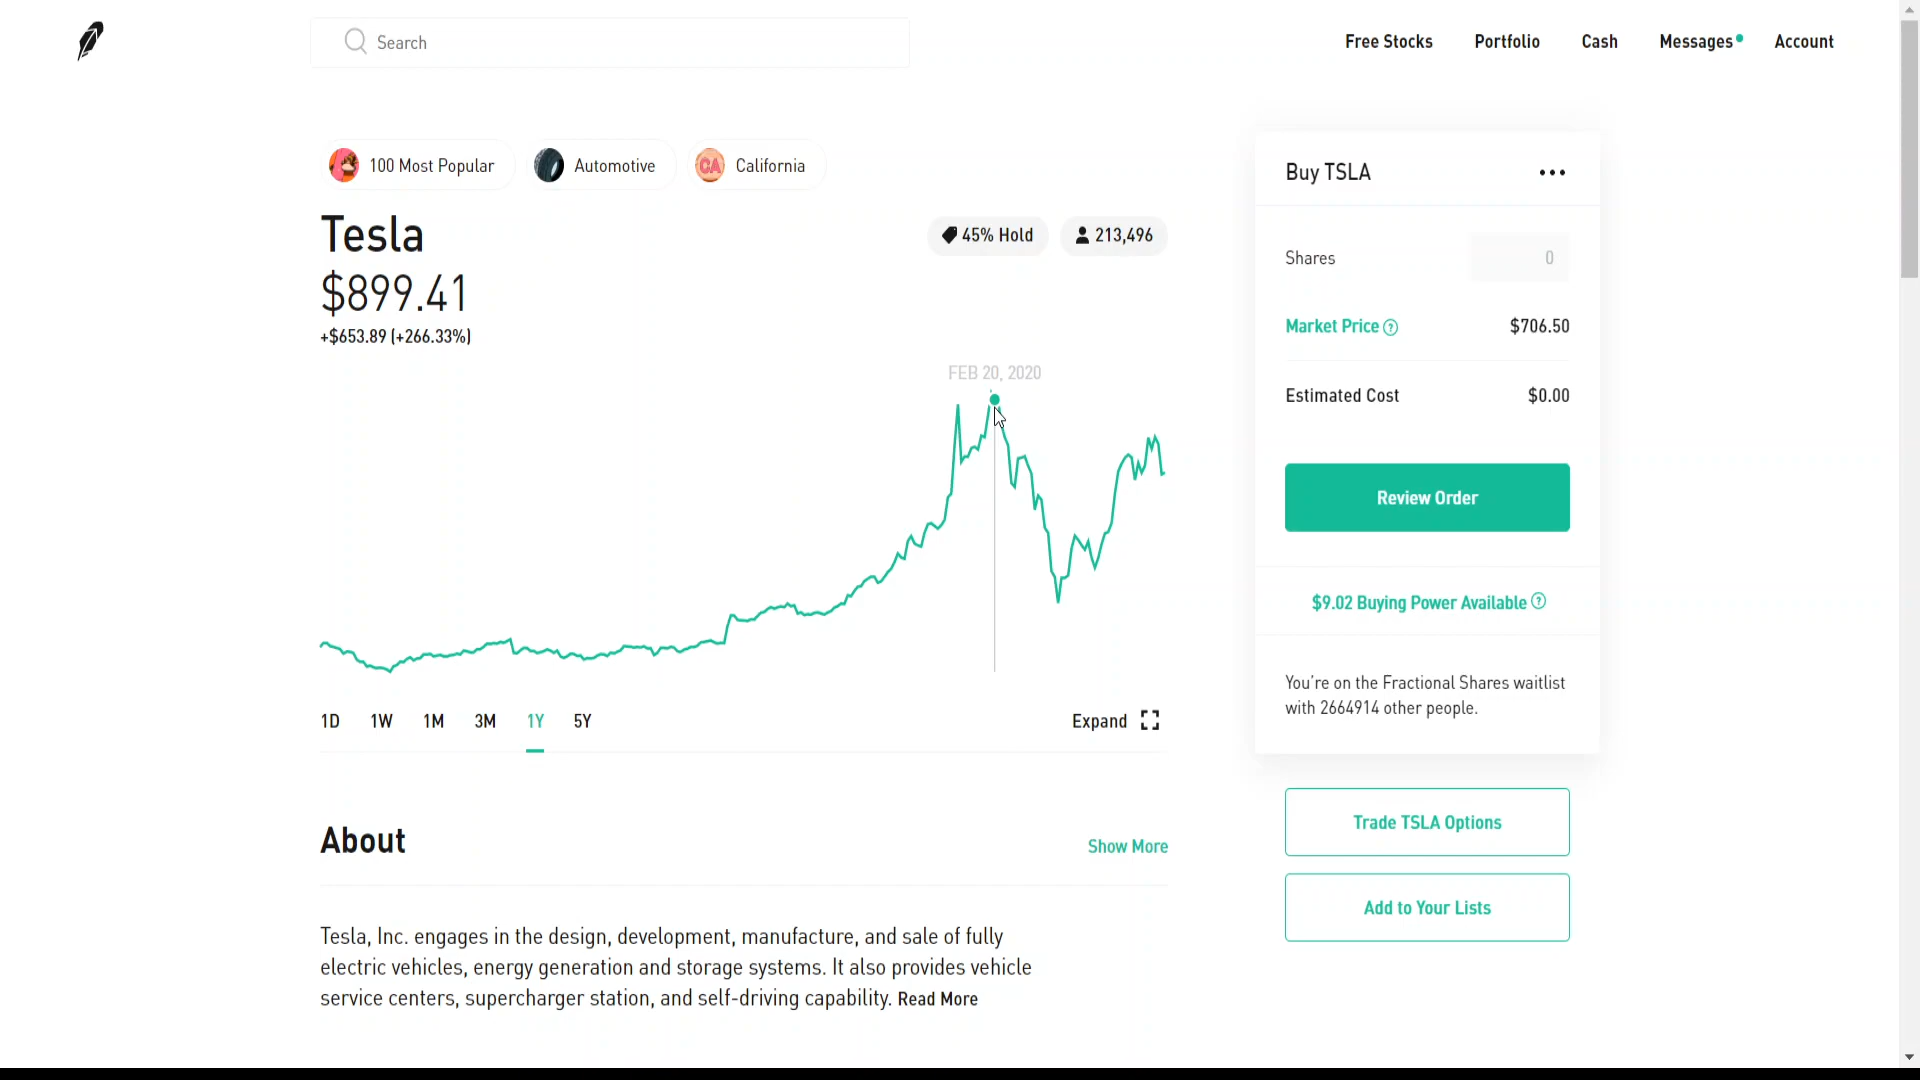 Search
Free Stocks
Portfolio
Cash
Messages
Account
100 Most Popular
Automotive
CA
California
Tesla
45% Hold
213,496
$899.41
+$653.89 (+266.33%)
FEB 20, 2020
1D
1W
1M
3M
1Y
5Y
Expand
About
Show More
Tesla, Inc. engages in the design, development, manufacture, and sale of fully
electric vehicles, energy generation and storage systems. It also provides vehicle
service centers, supercharger station, and self-driving capability. Read More
Buy TSLA
Shares
0
Market Price ?
$706.50
Estimated Cost
$0.00
Review Order
$9.02 Buying Power Available ?
You’re on the Fractional Shares waitlist
with 2664914 other people.
Trade TSLA Options
Add to Your Lists